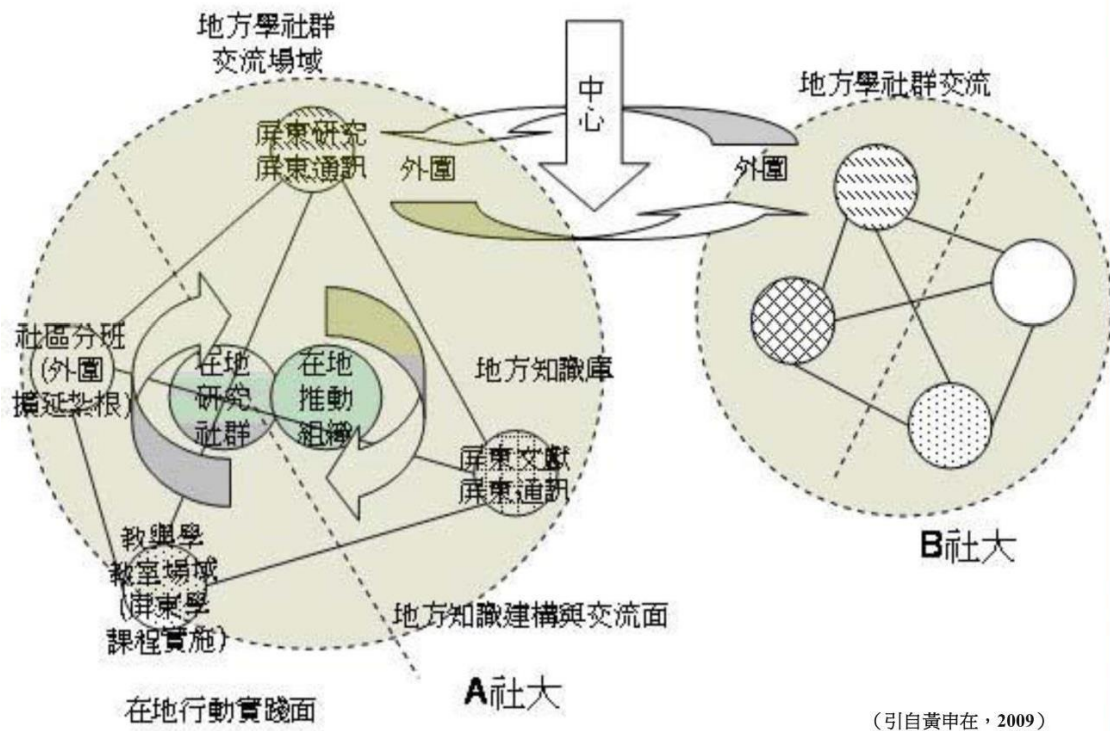 地方學社群
交流場域
中心
地方學社群交流
屏東研究
屏東通訊
外圍
外圍
社區分班
(外圍
擴延紮根)
在地
研究
社群
在地
推動
組織
地方知識庫
屏東文獻
屏東通訊
教與學
教室場域
(屏東學
課程實施)
地方知識建構與交流面
A社大
B社大
在地行動實踐面
（引自黃申在，2009）